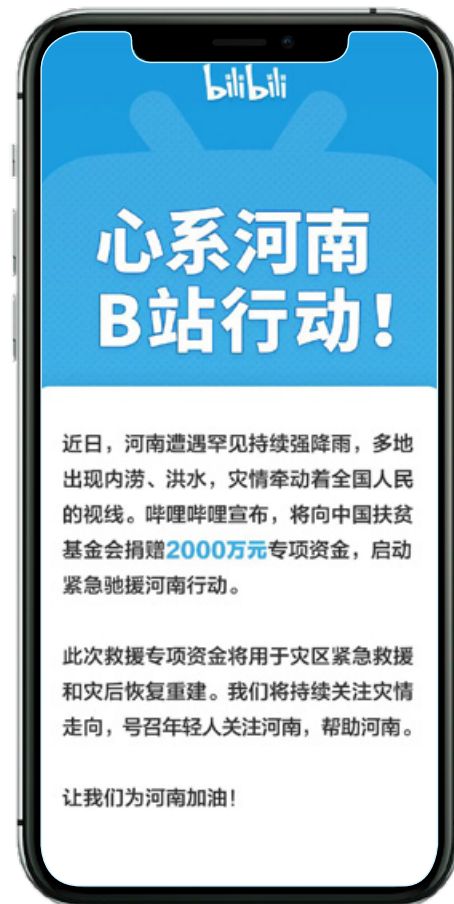 bilibili
心系河南
B站行动！
近日，河南遭遇罕见持续强降雨，多地
出现内涝、洪水，灾情牵动着全国人民
的视线。哔哩哔哩宣布，将向中国扶贫
基金会捐赠2000万元专项资金，启动
紧急驰援河南行动。
此次救援专项资金将用于灾区紧急救援
和灾后恢复重建。我们将持续关注灾情
走向，号召年轻人关注河南，帮助河南。
让我们为河南加油！